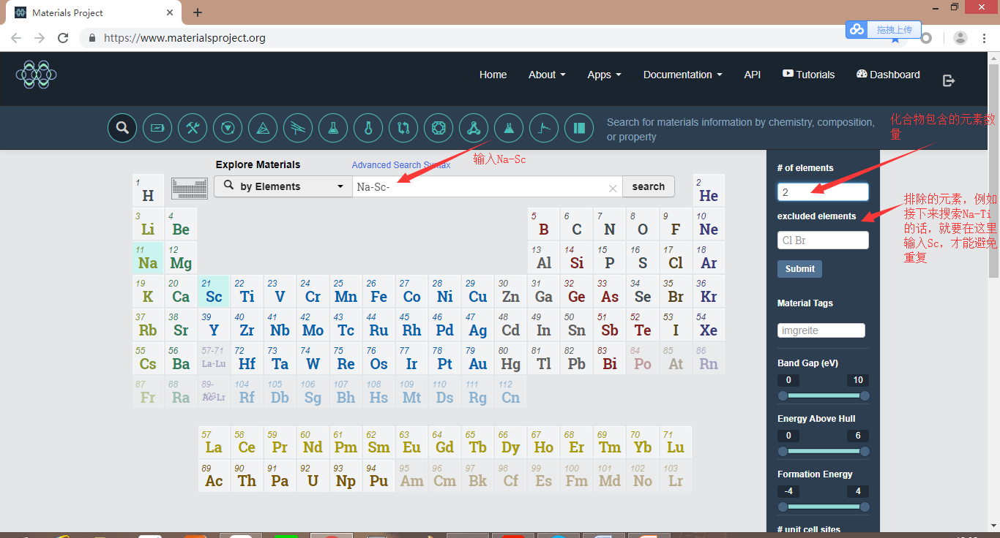 Materials Project
https://www.materialsproject.org
拖拽上传
Home About Apps Documentation API Tutorials Dashboard
Search for materials information by chemistry, composition,
or property
化合物包含的元素数
量
输入Na-Sc
Explore Materials
Advanced Search Syntax
by Elements
Na-Sc-
search
# of elements
2
excluded elements
Cl Br
Submit
排除的元素，例如
接下来搜索Na-Ti
的话，就要在这里
输入Sc，才能避免
重复
Material Tags
imgreite
Band Gap (eV)
0 10
Energy Above Hull
0 6
Formation Energy
-4 4
# unit cell sites
1 2
H He
3 4 5 6 7 8 9 10
Li Be B C N O F Ne
11 12 13 14 15 16 17 18
Na Mg Al Si P S Cl Ar
19 20 21 22 23 24 25 26 27 28 29 30 31 32 33 34 35 36
K Ca Sc Ti V Cr Mn Fe Co Ni Cu Zn Ga Ge As Se Br Kr
37 38 39 40 41 42 43 44 45 46 47 48 49 50 51 52 53 54
Rb Sr Y Zr Nb Mo Tc Ru Rh Pd Ag Cd In Sn Sb Te I Xe
55 56 57-71 72 73 74 75 76 77 78 79 80 81 82 83 84 85 86
Cs Ba La-Lu Hf Ta W Re Os Ir Pt Au Hg Tl Pb Bi Po At Rn
87 88 89-103 104 105 106 107 108 109 110 111 112
Fr Ra Ac-Lr Rf Db Sg Bh Hs Mt Ds Rg Cn
57 58 59 60 61 62 63 64 65 66 67 68 69 70 71
La Ce Pr Nd Pm Sm Eu Gd Tb Dy Ho Er Tm Yb Lu
89 90 91 92 93 94 95 96 97 98 99 100 101 102 103
Ac Th Pa U Np Pu Am Cm Bk Cf Es Fm Md No Lr